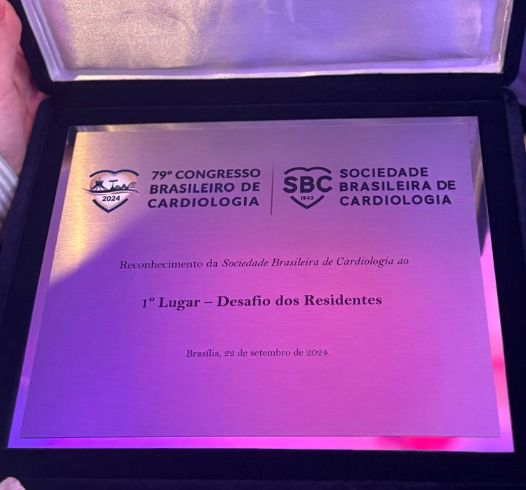 2024
79º CONGRESSO
BRASILEIRO DE
CARDIOLOGIA
SBC
1943
SOCIEDADE
BRASILEIRA DE
CARDIOLOGIA
Reconhecimento da Sociedade Brasileira de Cardiologia ao
1º Lugar – Desafio dos Residentes
Brasília, 22 de setembro de 2024.